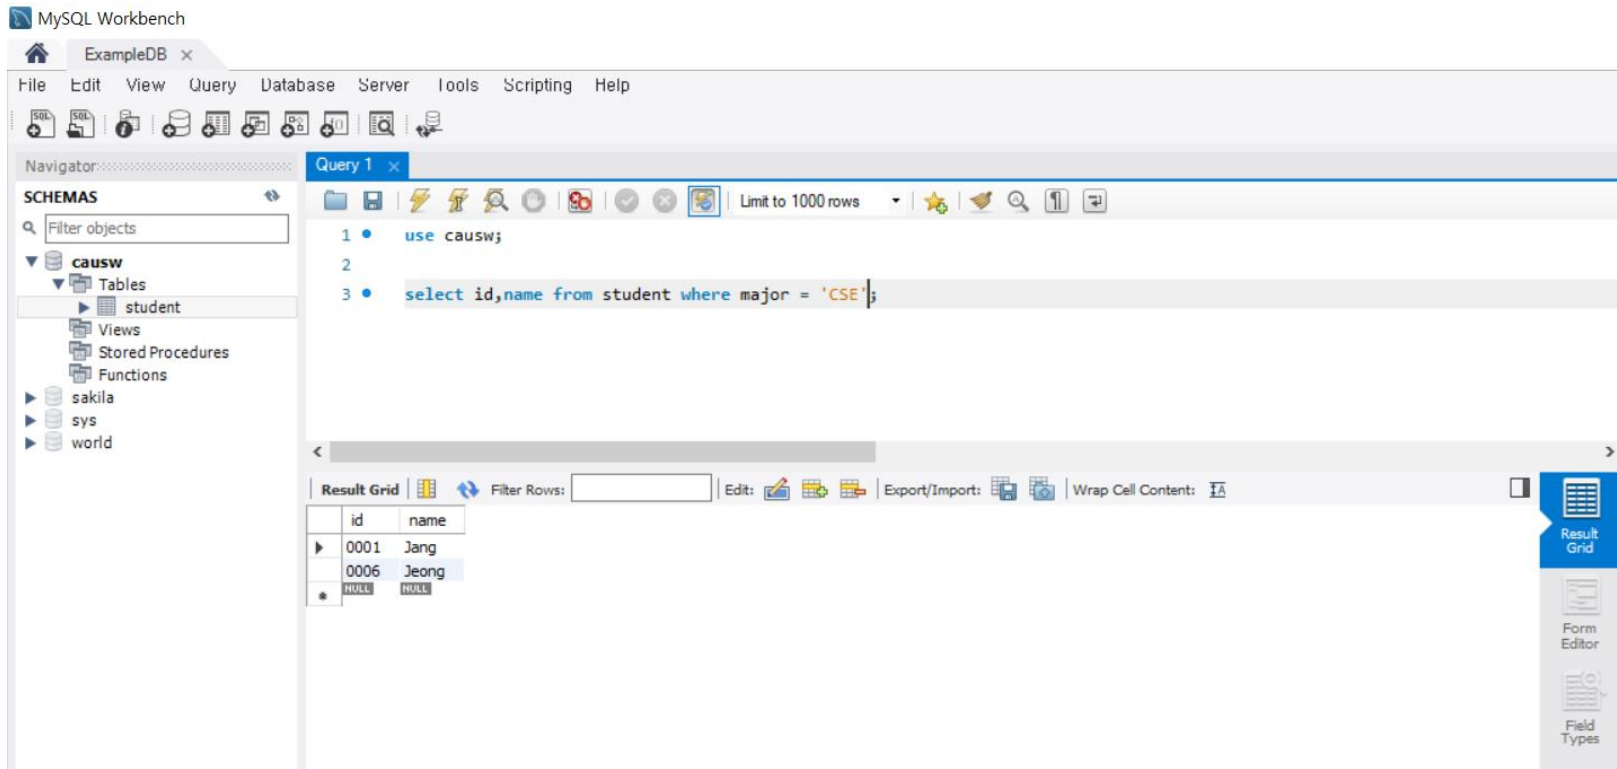 MySQL Workbench
ExampleDB
File Edit View Query Database Server Tools Scripting Help
Navigator
SCHEMAS
Filter objects
causw
Tables
student
Views
Stored Procedures
Functions
sakila
sys
world
Query 1
Limit to 1000 rows
1 use causw;
2
3 select id,name from student where major = 'CSE';
Result Grid Filter Rows: Edit: Export/Import: Wrap Cell Content:
id name
0001 Jang
0006 Jeong
NULL NULL
Result
Grid
Form
Editor
Field
Types